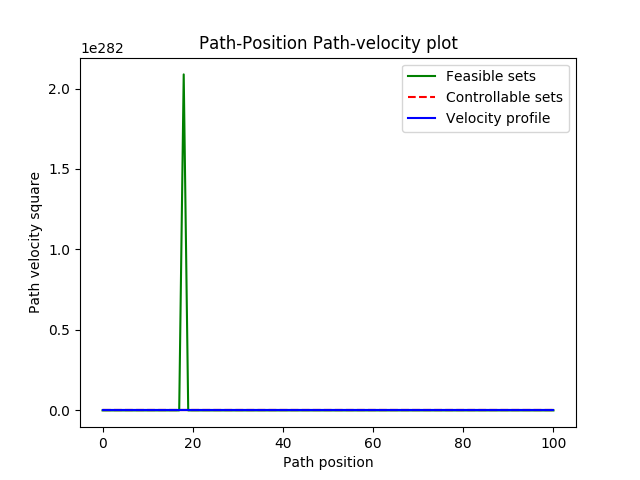 Path-Position Path-velocity plot
1e282
2.0
1.5
1.0
0.5
0.0
Path velocity square
Feasible sets
Controllable sets
Velocity profile
0 20 40 60 80 100
Path position